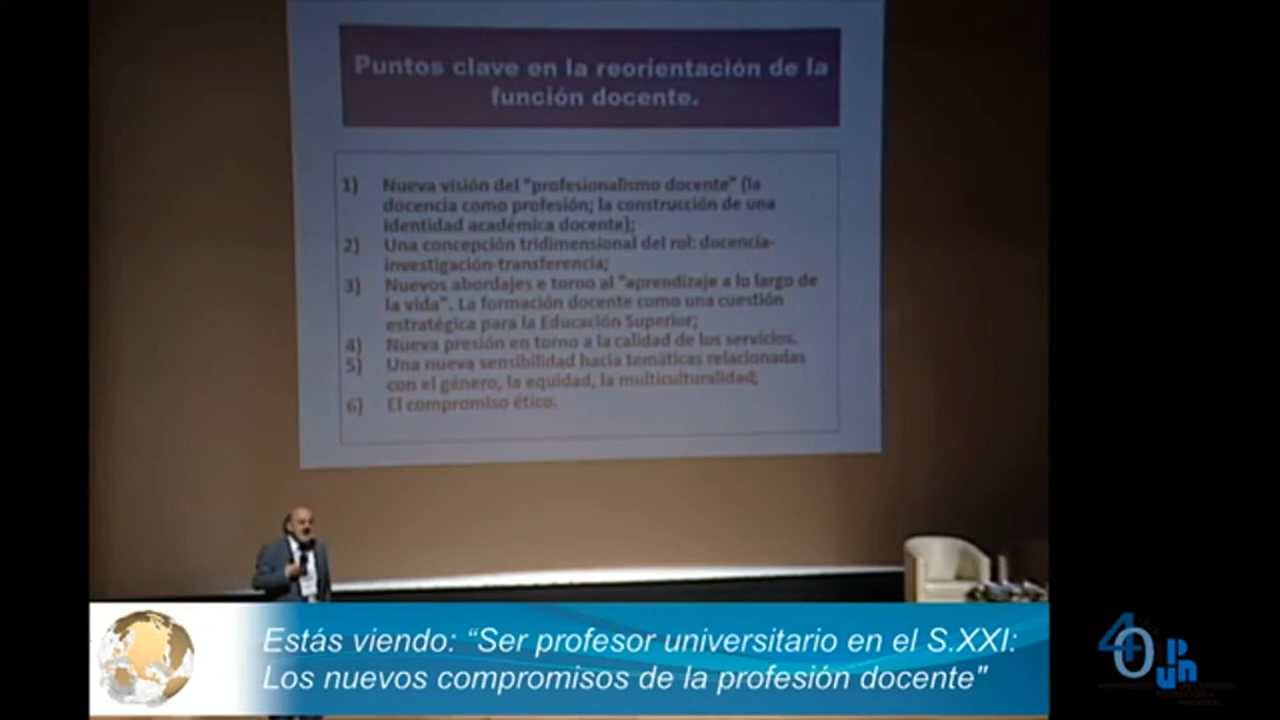 Puntos clave en la reorientación de la
función docente.
1) Nueva visión del "profesionalismo docente" (la
docencia como profesión; la construcción de una
identidad académica docente);
2) Una concepción tridimensional del rol: docencia-
investigación-transferencia;
3) Nuevos abordajes e torno al "aprendizaje a lo largo de
la vida". La formación docente como una cuestión
estratégica para la Educación Superior;
4) Nueva presión en torno a la calidad de los servicios.
5) Una nueva sensibilidad hacia temáticas relacionadas
con el género, la equidad, la multiculturalidad;
6) El compromiso ético.
Estás viendo: “Ser profesor universitario en el S.XXI:
Los nuevos compromisos de la profesión docente"
40 upn